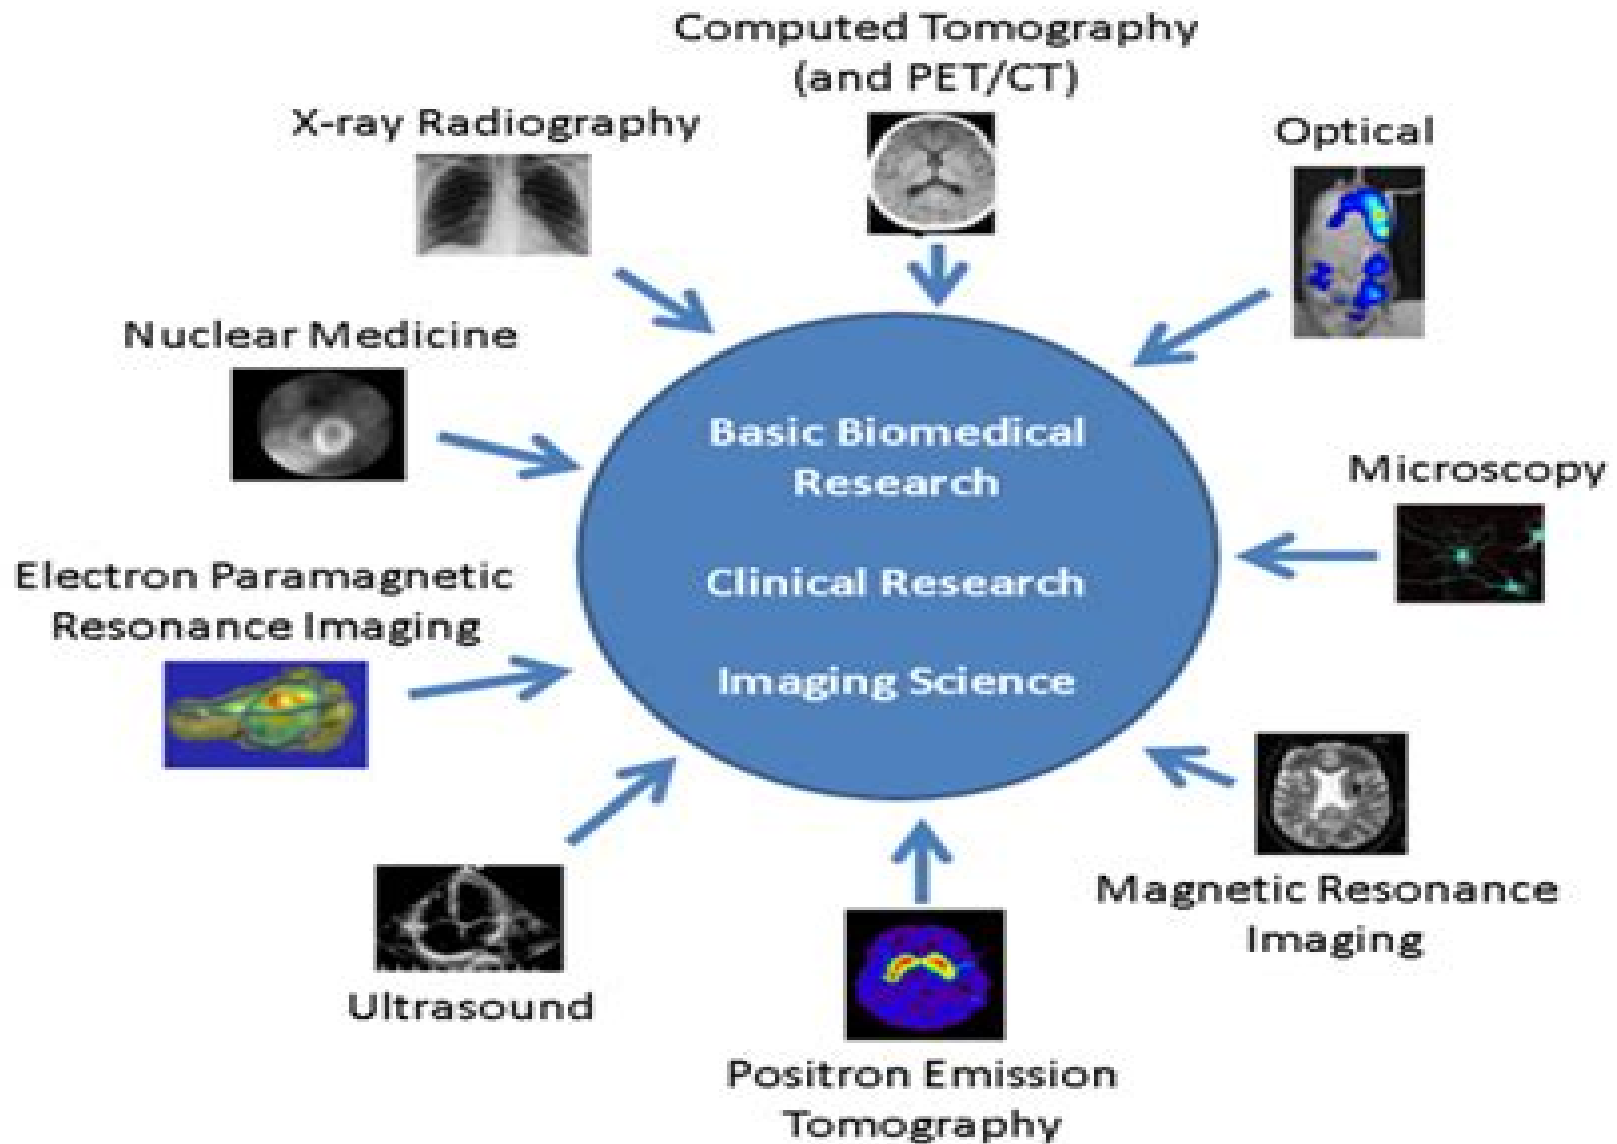 Computed Tomography
(and PET/CT)
X-ray Radiography
Optical
Nuclear Medicine
Basic Biomedical
Research
Microscopy
Electron Paramagnetic
Resonance Imaging
Clinical Research
Imaging Science
Magnetic Resonance
Imaging
Ultrasound
Positron Emission
Tomography